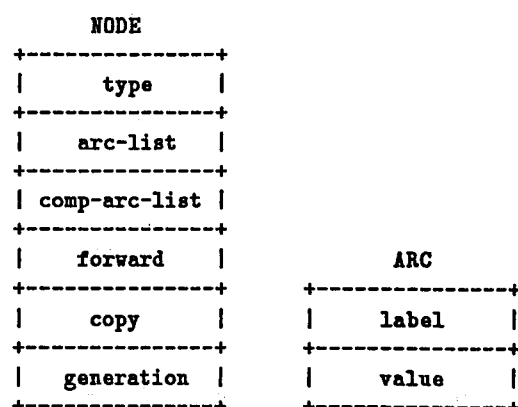 NODE
type
arc-list
comp-arc-list
forward
ARC
copy
label
generation
value